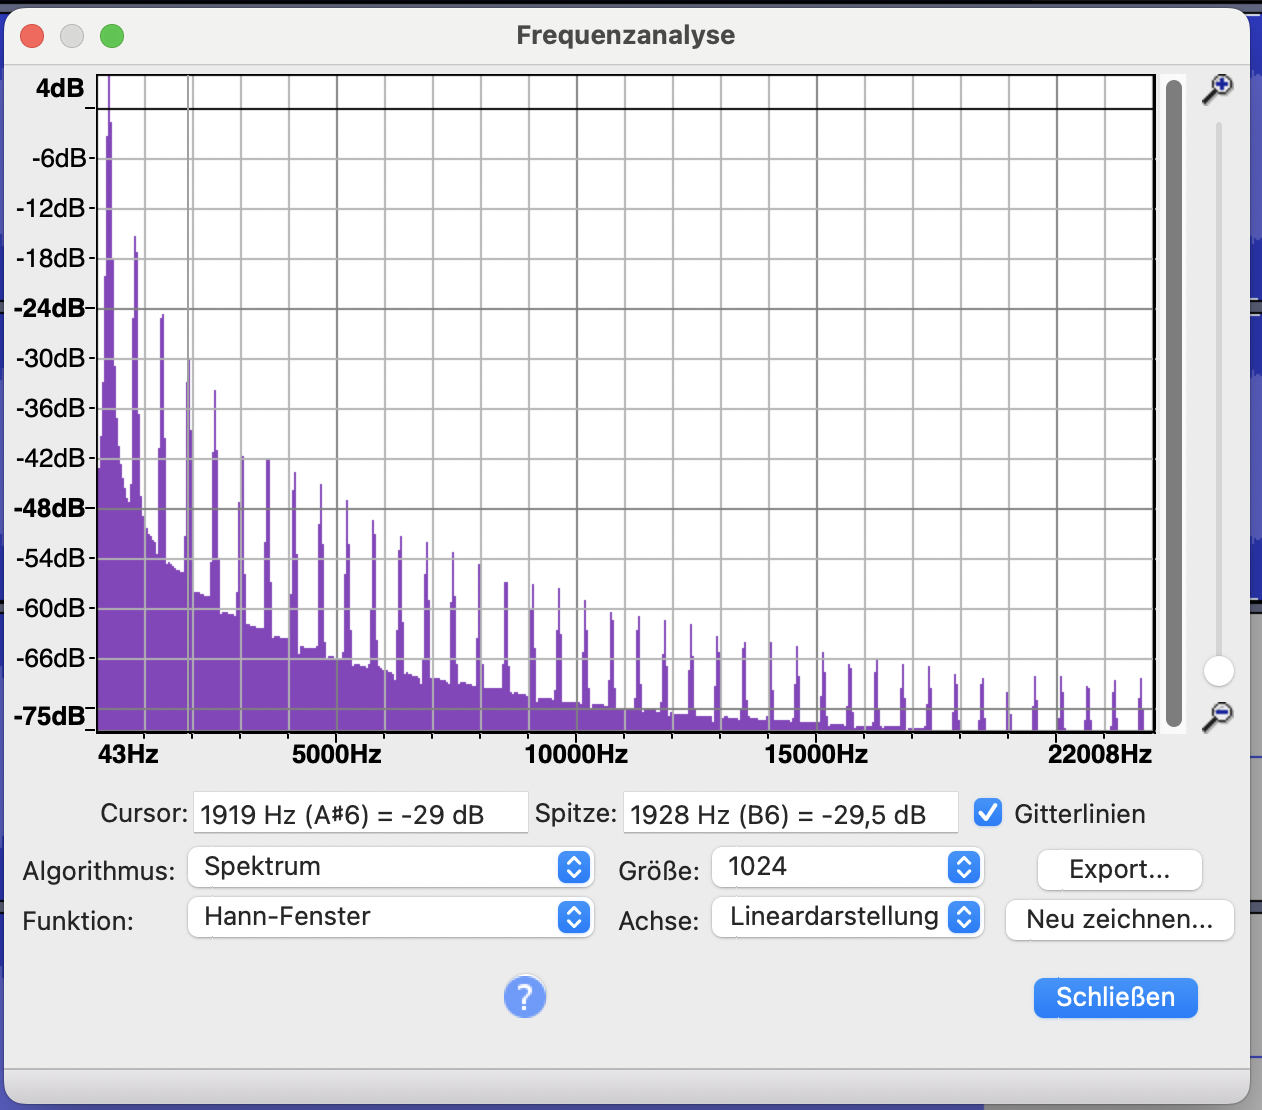 Frequenzanalyse
4dB
-6dB
-12dB
-18dB
-24dB
-30dB
-36dB
-42dB
-48dB
-54dB
-60dB
-66dB
-75dB
43Hz 5000Hz 10000Hz 15000Hz 22008Hz
Cursor: 1919 Hz (A#6) = -29 dB Spitze: 1928 Hz (B6) = -29,5 dB Gitterlinien
Algorithmus: Spektrum Größe: 1024 Export...
Funktion: Hann-Fenster Achse: Lineardarstellung Neu zeichnen...
? Schließen